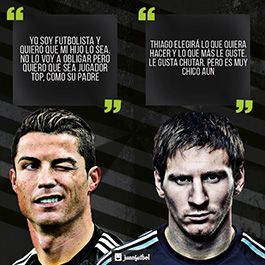 YO SOY FUTBOLISTA Y
QUIERO QUE MI HIJO LO SEA.
NO LO VOY A OBLIGAR PERO
QUIERO QUE SEA JUGADOR
TOP, COMO SU PADRE
THIAGO ELEGIRÁ LO QUE QUIERA
HACER Y LO QUE MÁS LE GUSTE.
LE GUSTA CHUTAR, PERO ES MUY
CHICO AÚN
juanfutbol